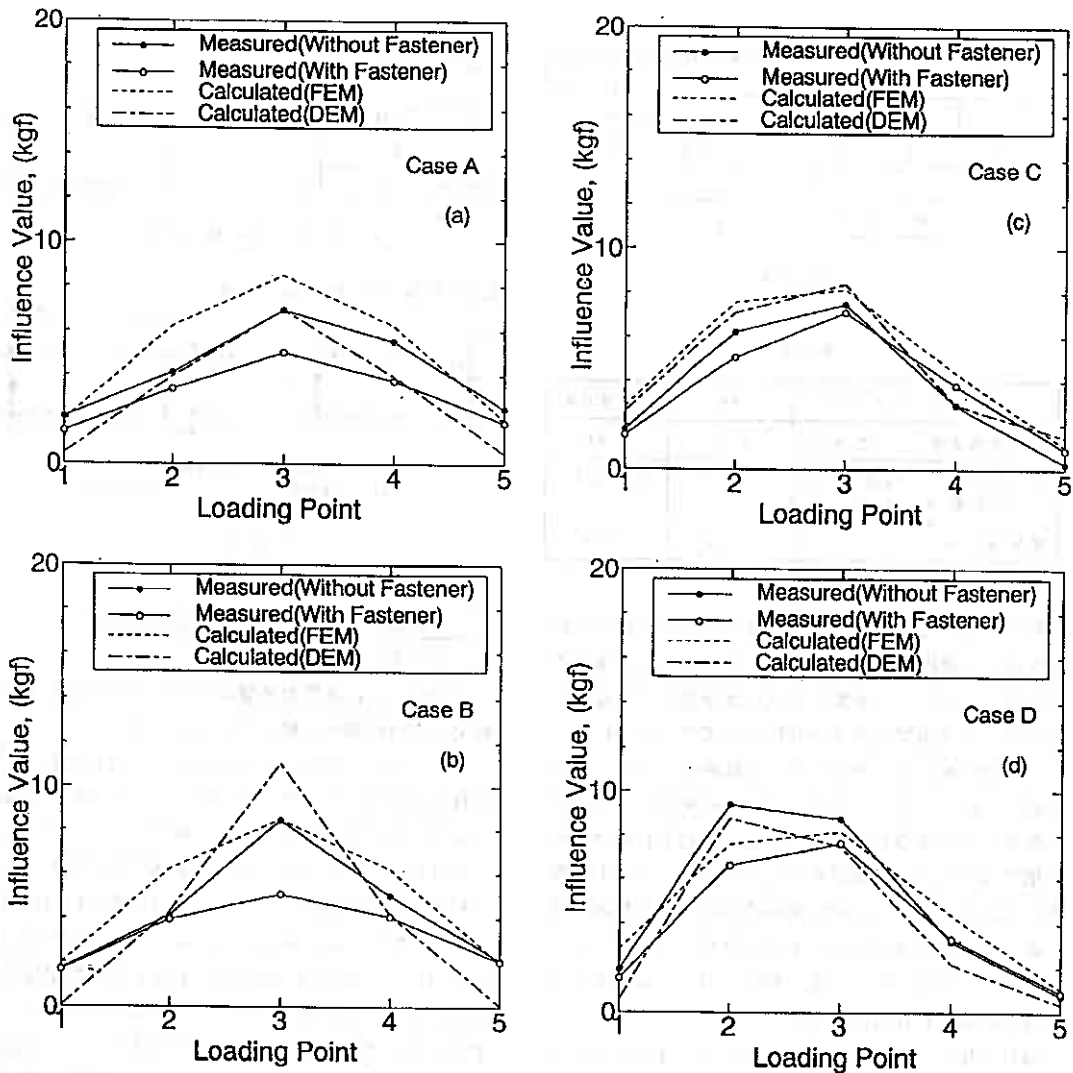 20
Measured(Without Fastener)
Measured(With Fastener)
Calculated(FEM)
Calculated(DEM)
Case A
(a)
10
0
Influence Value, (kgf)
1 2 3 4 5
Loading Point
20
Measured(Without Fastener)
Measured(With Fastener)
Calculated(FEM)
Calculated(DEM)
Case C
(c)
10
0
Influence Value, (kgf)
1 2 3 4 5
Loading Point
20
Measured(Without Fastener)
Measured(With Fastener)
Calculated(FEM)
Calculated(DEM)
Case B
(b)
10
0
Influence Value, (kgf)
1 2 3 4 5
Loading Point
20
Measured(Without Fastener)
Measured(With Fastener)
Calculated(FEM)
Calculated(DEM)
Case D
(d)
10
0
Influence Value, (kgf)
1 2 3 4 5
Loading Point